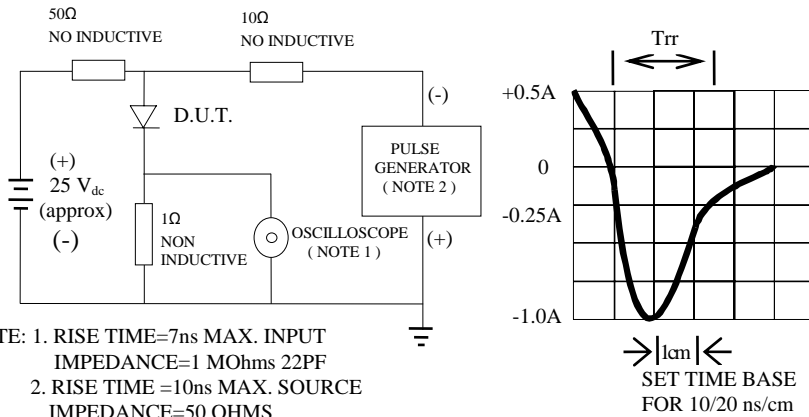 50Ω
NO INDUCTIVE
10Ω
NO INDUCTIVE
D.U.T.
(+)
25 Vdc
(approx)
(-)
1Ω
NON
INDUCTIVE
OSCILLOSCOPE
( NOTE 1 )
(-)
PULSE
GENERATOR
( NOTE 2 )
(+)
TE: 1. RISE TIME=7ns MAX. INPUT
IMPEDANCE=1 MOhms 22PF
2. RISE TIME =10ns MAX. SOURCE
IMPEDANCE=50 OHMS
Trr
+0.5A
0
-0.25A
-1.0A
1cm
SET TIME BASE
FOR 10/20 ns/cm